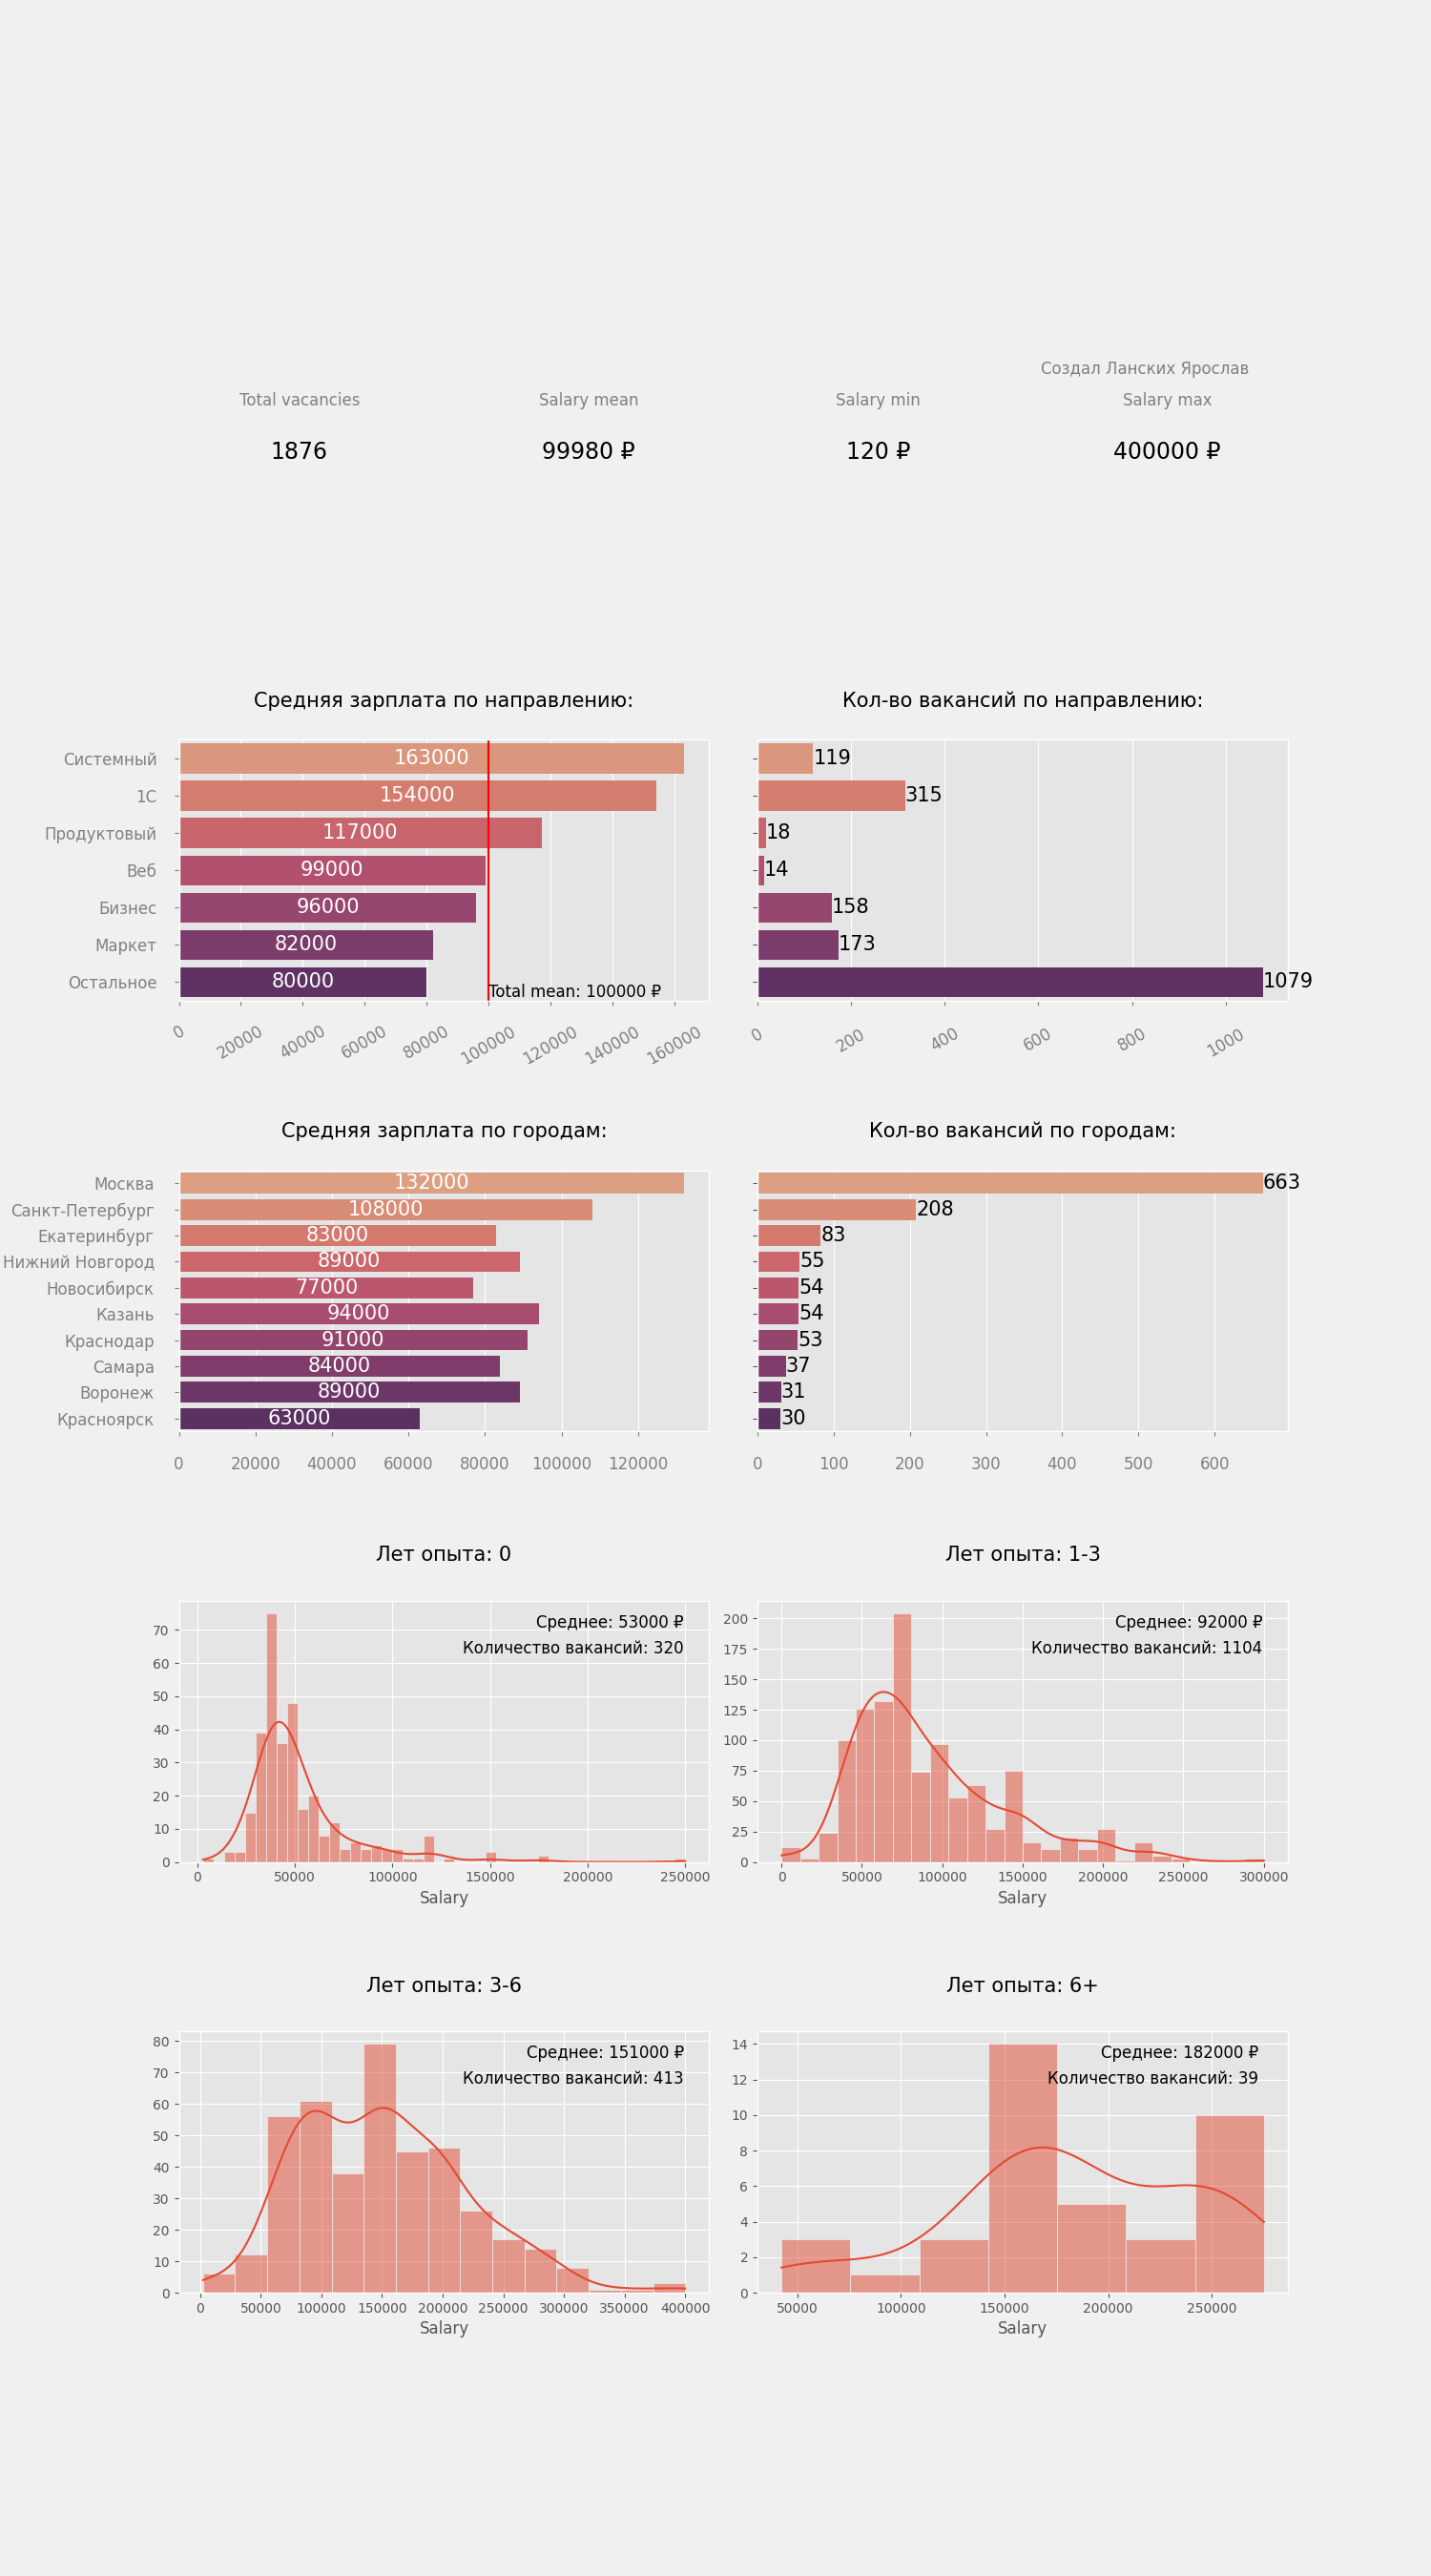 Создал Ланских Ярослав
Total vacancies Salary mean Salary min Salary max
1876 99980 ₽ 120 ₽ 400000 ₽
Средняя зарплата по направлению:
Системный 163000
1С 154000
Продуктовый 117000
Веб 99000
Бизнес 96000
Маркет 82000
Остальное 80000
Total mean: 100000 ₽
0 20000 40000 60000 80000 100000 120000 140000 160000
Кол-во вакансий по направлению:
119
315
18
14
158
173
1079
0 200 400 600 800 1000
Средняя зарплата по городам:
Москва 132000
Санкт-Петербург 108000
Екатеринбург 83000
Нижний Новгород 89000
Новосибирск 77000
Казань 94000
Краснодар 91000
Самара 84000
Воронеж 89000
Красноярск 63000
0 20000 40000 60000 80000 100000 120000
Кол-во вакансий по городам:
663
208
83
55
54
54
53
37
31
30
0 100 200 300 400 500 600
Лет опыта: 0
Среднее: 53000 ₽
Количество вакансий: 320
70
60
50
40
30
20
10
0
0 50000 100000 150000 200000 250000
Salary
Лет опыта: 1-3
Среднее: 92000 ₽
Количество вакансий: 1104
200
175
150
125
100
75
50
25
0
0 50000 100000 150000 200000 250000 300000
Salary
Лет опыта: 3-6
Среднее: 151000 ₽
Количество вакансий: 413
80
70
60
50
40
30
20
10
0
0 50000 100000 150000 200000 250000 300000 350000 400000
Salary
Лет опыта: 6+
Среднее: 182000 ₽
Количество вакансий: 39
14
12
10
8
6
4
2
0
50000 100000 150000 200000 250000
Salary